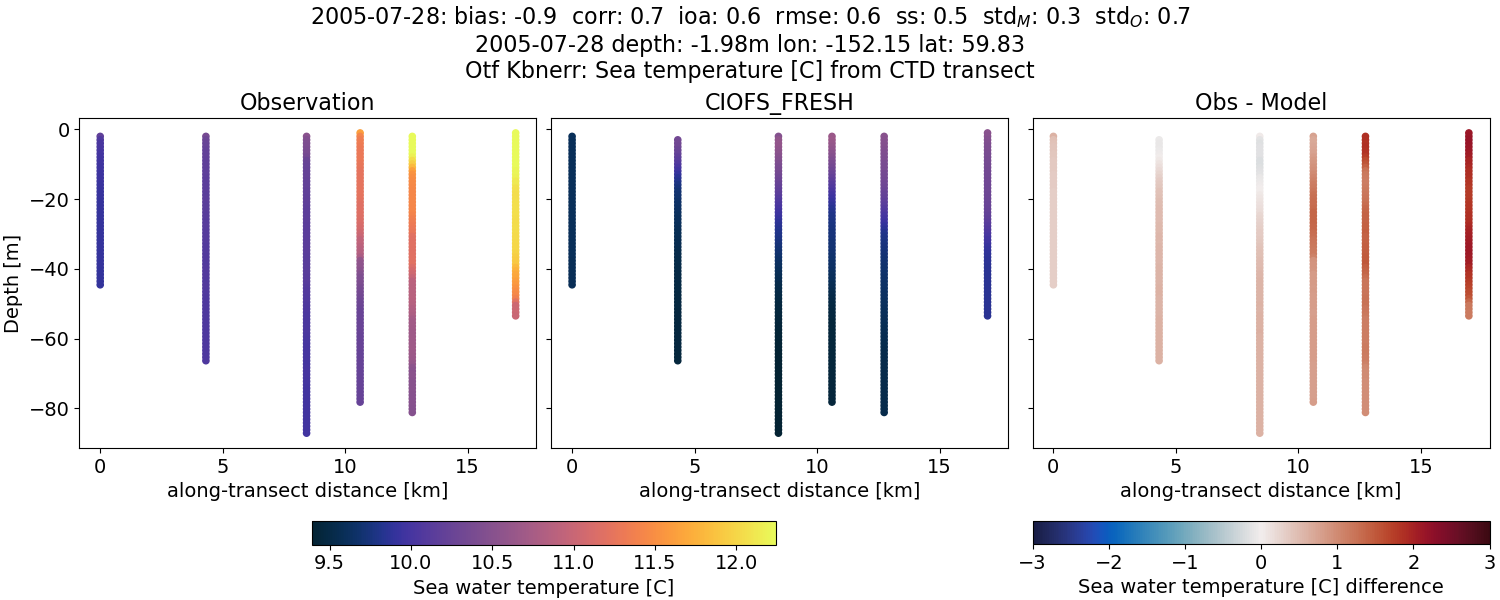 2005-07-28: bias: -0.9 corr: 0.7 ioa: 0.6 rmse: 0.6 ss: 0.5 std_M: 0.3 std_O: 0.7
2005-07-28 depth: -1.98m lon: -152.15 lat: 59.83
Otf Kbnerr: Sea temperature [C] from CTD transect
Observation
CIOFS_FRESH
Obs - Model
Depth [m]
0
−20
−40
−60
−80
0 5 10 15
0 5 10 15
0 5 10 15
along-transect distance [km]
along-transect distance [km]
along-transect distance [km]
9.5 10.0 10.5 11.0 11.5 12.0
Sea water temperature [C]
−3 −2 −1 0 1 2 3
Sea water temperature [C] difference